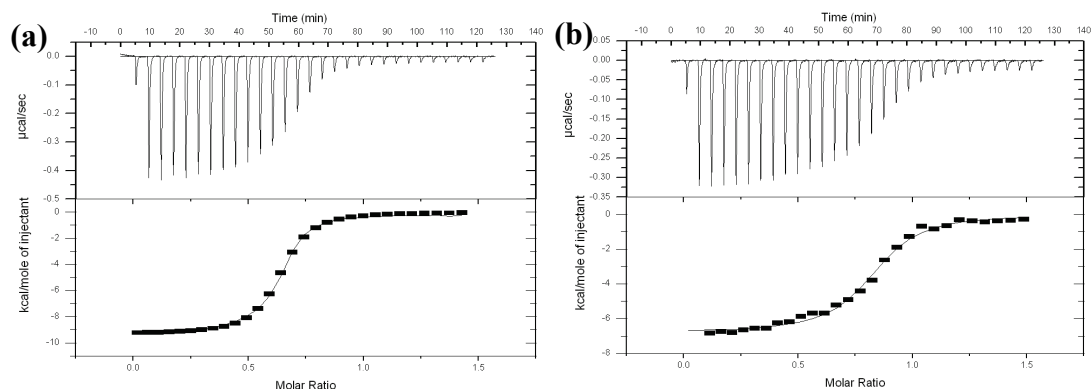 (a)
Time (min)
-10 0 10 20 30 40 50 60 70 80 90 100 110 120 130 140
0.0
-0.1
-0.2
-0.3
-0.4
-0.5
µcal/sec
0
-2
-4
-6
-8
-10
kcal/mole of injectant
0.0 0.5 1.0 1.5
Molar Ratio
(b)
Time (min)
-10 0 10 20 30 40 50 60 70 80 90 100 110 120 130 140
0.05
0.00
-0.05
-0.10
-0.15
-0.20
-0.25
-0.30
-0.35
µcal/sec
0
-2
-4
-6
-8
kcal/mole of injectant
0.0 0.5 1.0 1.5
Molar Ratio